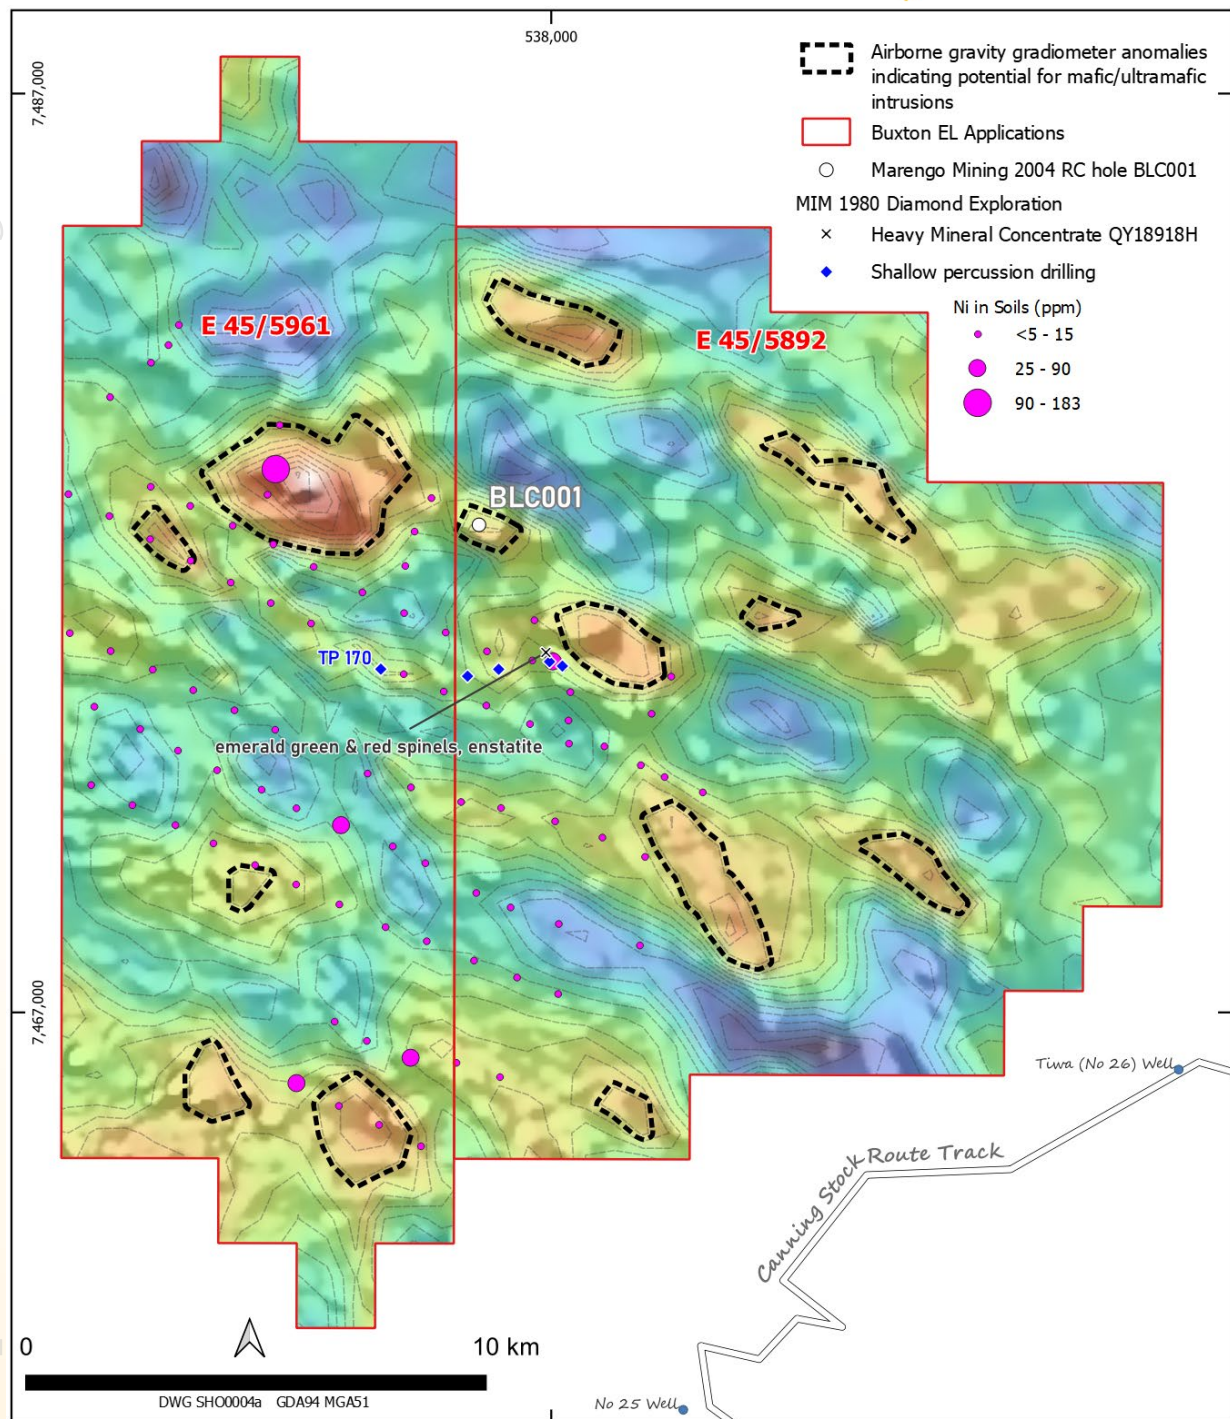 538,000
7,487,000
Airborne gravity gradiometer anomalies
indicating potential for mafic/ultramafic
intrusions
Buxton EL Applications
Marengo Mining 2004 RC hole BLC001
MIM 1980 Diamond Exploration
Heavy Mineral Concentrate QY18918H
Shallow percussion drilling
Ni in Soils (ppm)
<5 - 15
25 - 90
90 - 183
E 45/5961
E 45/5892
BLC001
TP 170
emerald green & red spinels, enstatite
7,467,000
Tiwa (No 26) Well
Canning Stock Route Track
0
10 km
DWG SHO0004a GDA94 MGA51
No 25 Well